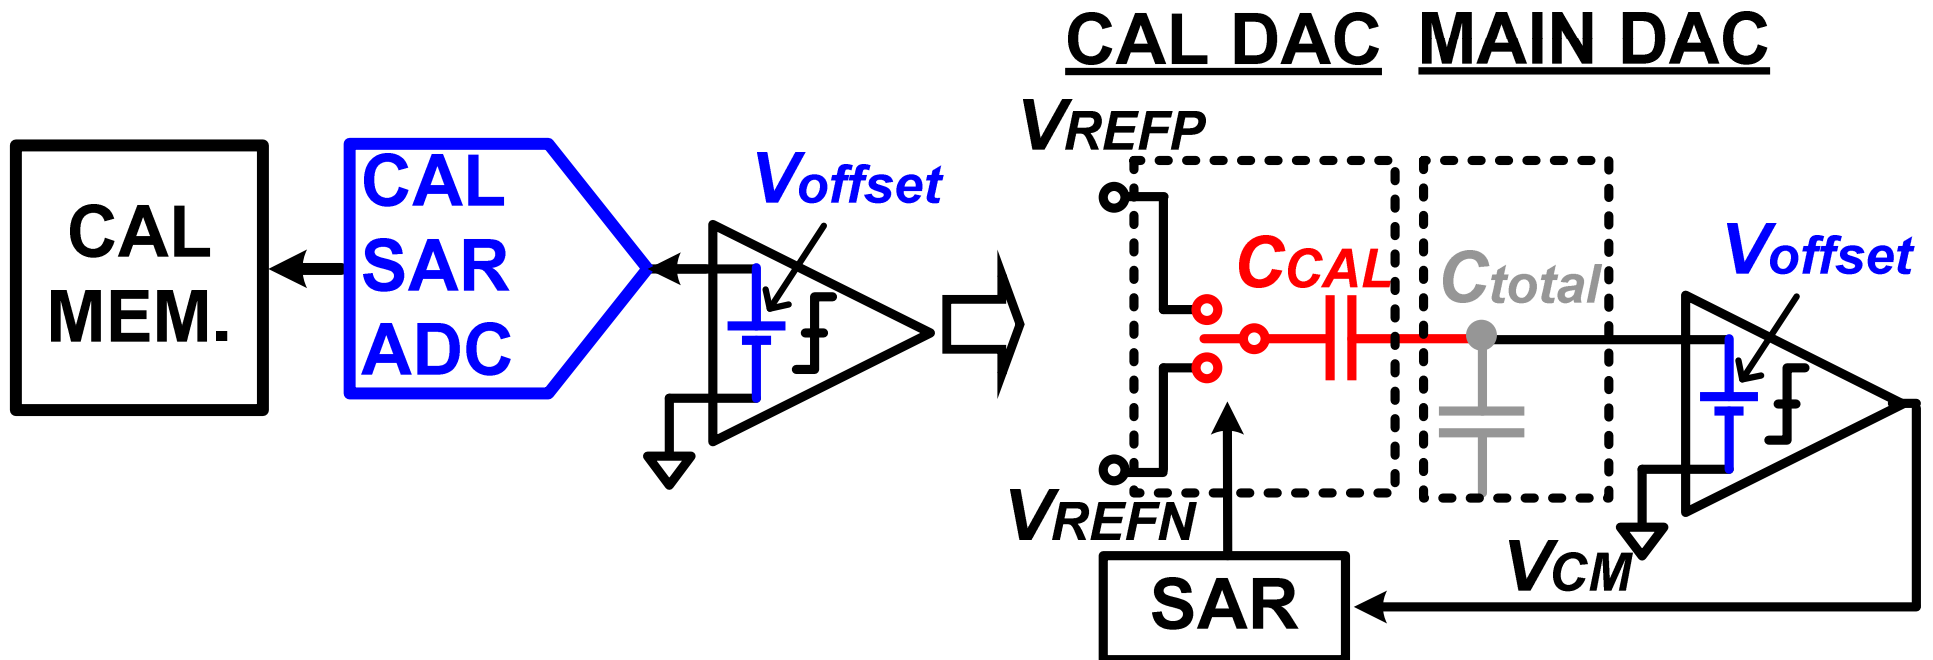 CAL DAC MAIN DAC
VREFP
CAL
SAR
ADC
CAL
MEM.
Voffset
CCAL
Ctotal
Voffset
VREFN
VCM
SAR